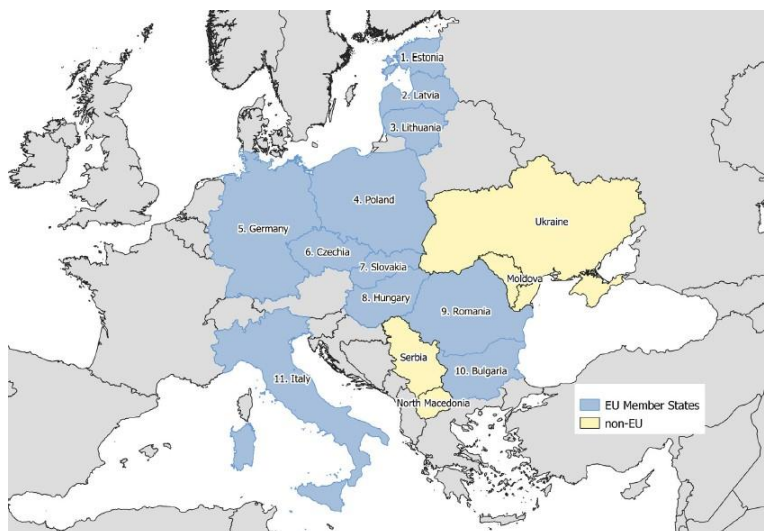 1. Estonia
2. Latvia
3. Lithuania
4. Poland
Ukraine
5. Germany
6. Czechia
7. Slovakia
Moldova
8. Hungary
9. Romania
Serbia
10. Bulgaria
11. Italy
North Macedonia
EU Member States
non-EU